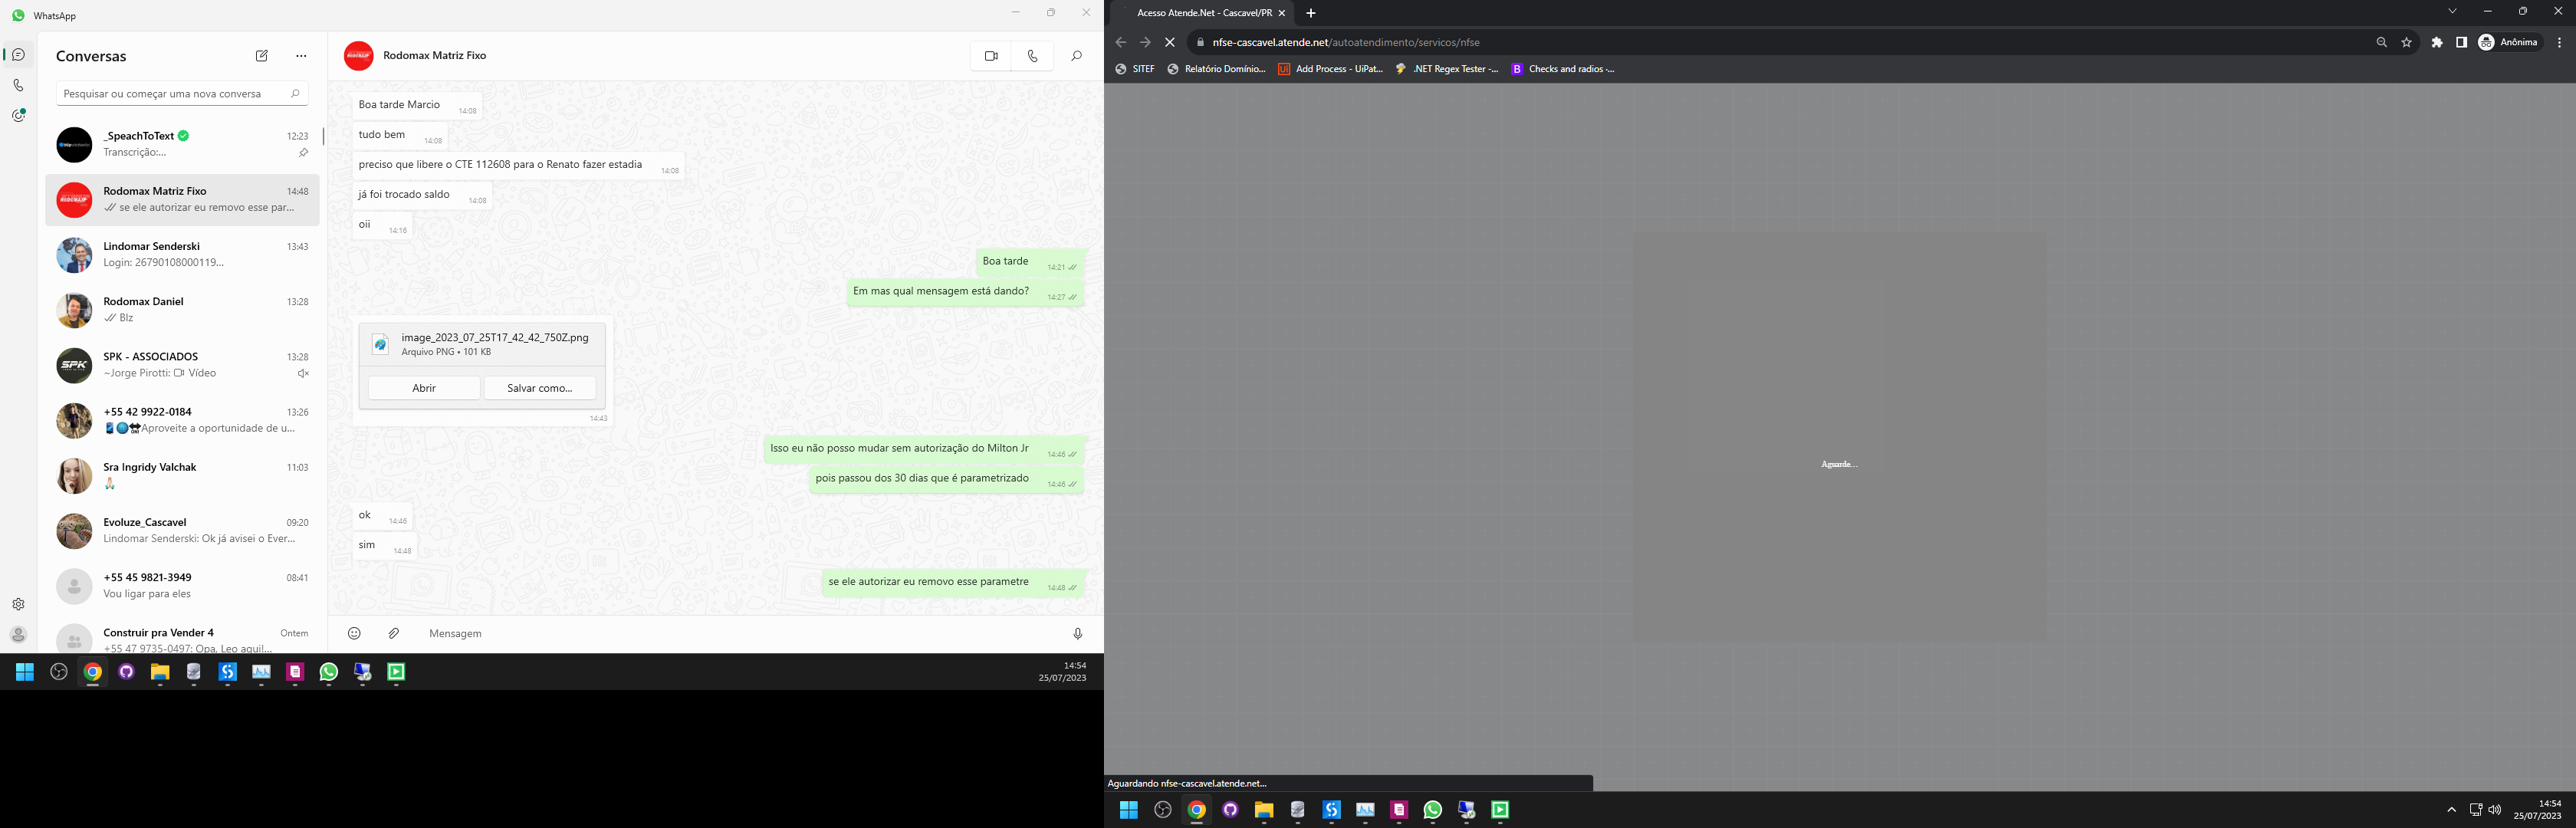 WhatsApp
Conversas
Pesquisar ou começar uma nova conversa
_SpeachToText 12:23
Transcrição:...
Rodomax Matriz Fixo 14:48
se ele autorizar eu removo esse par...
Lindomar Senderski 13:43
Login: 26790108000119...
Rodomax Daniel 13:28
Blz
SPK - ASSOCIADOS 13:28
~Jorge Pirotti: Vídeo
+55 42 9922-0184 13:26
Aproveite a oportunidade de u...
Sra Ingridy Valchak 11:03
Evoluze_Cascavel 09:20
Lindomar Senderski: Ok já avisei o Ever...
+55 45 9821-3949 08:41
Vou ligar para eles
Construir pra Vender 4 Ontem
+55 47 9735-0497: Opa, Leo aqui!...
Rodomax Matriz Fixo
Boa tarde Marcio 14:08
tudo bem 14:08
preciso que libere o CTE 112608 para o Renato fazer estadia 14:08
já foi trocado saldo 14:08
oii 14:16
Boa tarde 14:21
Em mas qual mensagem está dando? 14:27
image_2023_07_25T17_42_42_750Z.png
Arquivo PNG • 101 KB
Abrir Salvar como...
14:43
Isso eu não posso mudar sem autorização do Milton Jr 14:46
pois passou dos 30 dias que é parametrizado 14:46
ok 14:46
sim 14:48
se ele autorizar eu removo esse parametre 14:48
Mensagem
14:54
25/07/2023
Acesso Atende.Net - Cascavel/PR
nfse-cascavel.atende.net/autoatendimento/servicos/nfse
Anônima
SITEF Relatório Domínio... Add Process - UiPat... .NET Regex Tester -... Checks and radios ·...
Aguarde...
Aguardando nfse-cascavel.atende.net...
14:54
25/07/2023